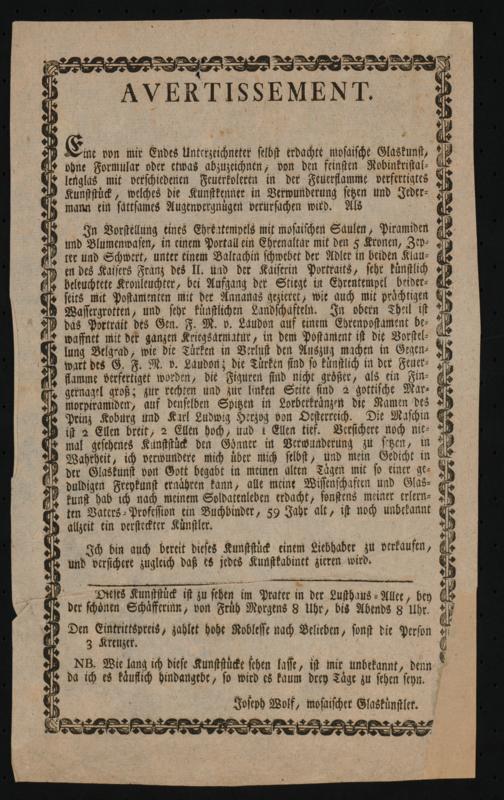 AVERTISSEMENT.
Eine von mir Endes Unterzeichneter selbst erdachte mosaische Glaskunst,
ohne Formular oder etwas abzuzeichnen, von den feinsten Robinkristal-
lenglas mit verschiedenen Feuerkoleren in der Feuerflamme verfertigtes
Kunststück, welches die Kunstkenner in Verwunderung setzen und Jeder-
mann ein sattsames Augenvergnügen verursachen wird. Als
In Vorstellung eines Ehrentempels mit mosaischen Saulen, Piramiden
und Blumenwasen, in einem Portall ein Ehrenaltar mit den 5 Kronen, Zep-
ter und Schwert, unter einem Baltachin schwebet der Adler in beiden Klau-
en des Kaisers Franz des II. und der Kaiserin Portraits, sehr künstlich
beleuchtete Kronleuchter, bei Aufgang der Stiege in Ehrentempel beider-
seits mit Postamenten mit der Annanas gezieret, wie auch mit prächtigen
Wassergrotten, und sehr künstlichen Landschafteln. In obern Theil ist
das Portrait des Gen. F. M. v. Laudon auf einem Ehrenpostament be-
waffnet mit der ganzen Kriegsarmatur, in dem Postament ist die Vorstel-
lung Belgrad, wie die Türken in Verlust den Auszug machen in Gegen-
wart des G. F. M. v. Laudon; die Türken sind so künstlich in der Feuer-
flamme verfertiget worden, die Figuren sind nicht größer, als ein Fin-
gernagel groß; zur rechten und zur linken Seite sind 2 gottische Mar-
morpiramiden, auf denselben Spitzen in Lorberkränzen die Namen des
Prinz Koburg und Karl Ludwig Herzog von Oesterreich. Die Maschin
ist 2 Ellen breit, 2 Ellen hoch, und 1 Ellen tief. Versichere noch nie-
mal gesehenes Kunststück den Gönner in Verwunderung zu setzen, in
Wahrheit, ich verwundere mich über mich selbst, und mein Gedicht in
der Glaskunst von Gott begabt in meinen alten Tägen mit so einer ge-
duldigen Freykunst ernähren kann, alle meine Wissenschaften und Glas-
kunst hab ich nach meinem Soldatenleben erdacht, sonstens meiner erlern-
ten Vaters-Profession ein Buchbinder, 59 Jahr alt, ist noch unbekannt
allzeit ein versteckter Künstler.
Ich bin auch bereit dieses Kunststück einem Liebhaber zu verkaufen,
und versichere zugleich daß es jedes Kunstkabinet zieren wird.
Dieses Kunststück ist zu sehen im Prater in der Lusthaus-Allee, bey
der schönen Schäfferinn, von Früh Morgens 8 Uhr, bis Abends 8 Uhr.
Den Eintrittspreis, zahlet hohe Noblesse nach Belieben, sonst die Person
3 Kreuzer.
NB. Wie lang ich diese Kunststücke sehen lasse, ist mir unbekannt, denn
da ich es käuflich hindangebe, so wird es kaum drey Täge zu sehen seyn.
Joseph Wolf, mosaischer Glaskünstler.